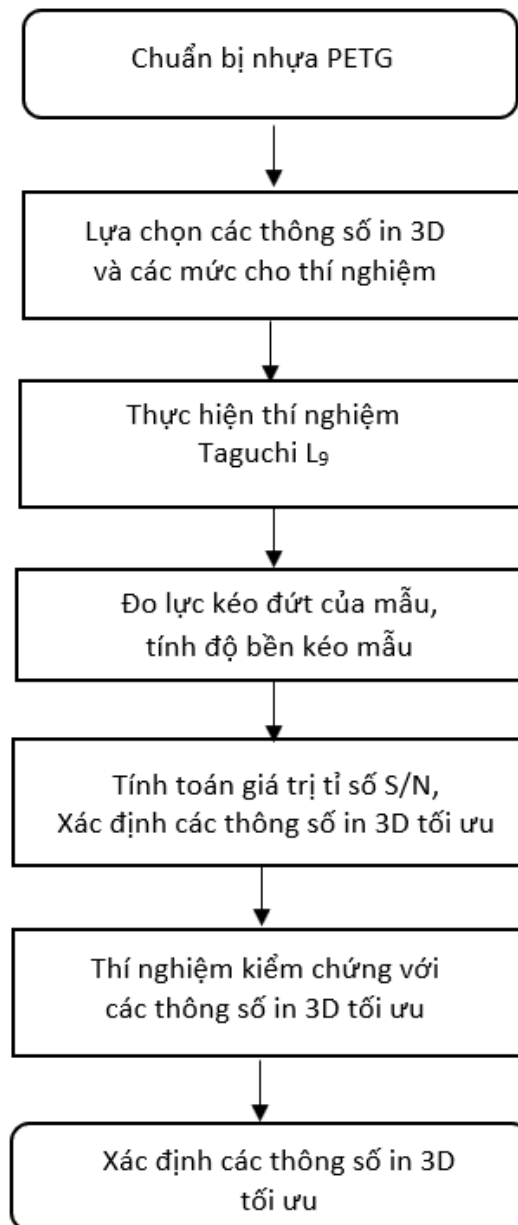 Chuẩn bị nhựa PETG
Lựa chọn các thông số in 3D
và các mức cho thí nghiệm
Thực hiện thí nghiệm
Taguchi L₉
Đo lực kéo đứt của mẫu,
tính độ bền kéo mẫu
Tính toán giá trị tỉ số S/N,
Xác định các thông số in 3D tối ưu
Thí nghiệm kiểm chứng với
các thông số in 3D tối ưu
Xác định các thông số in 3D
tối ưu